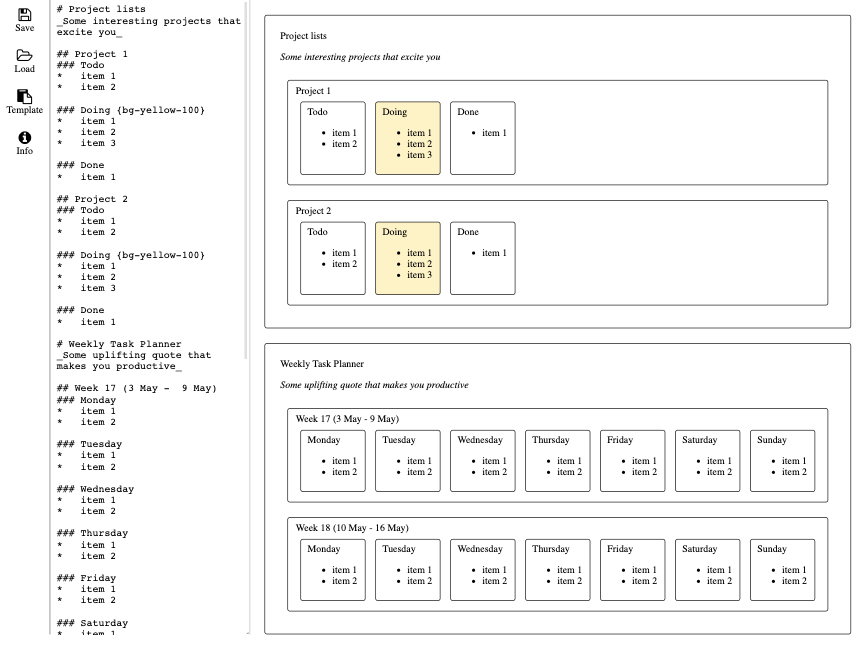 Save
Load
Template
Info
# Project lists
_Some interesting projects that
excite you_
## Project 1
### Todo
*   item 1
*   item 2
### Doing {bg-yellow-100}
*   item 1
*   item 2
*   item 3
### Done
*   item 1
## Project 2
### Todo
*   item 1
*   item 2
### Doing {bg-yellow-100}
*   item 1
*   item 2
*   item 3
### Done
*   item 1
# Weekly Task Planner
_Some uplifting quote that
makes you productive_
## Week 17 (3 May -  9 May)
### Monday
*   item 1
*   item 2
### Tuesday
*   item 1
*   item 2
### Wednesday
*   item 1
*   item 2
### Thursday
*   item 1
*   item 2
### Friday
*   item 1
*   item 2
### Saturday
*   item 1
Project lists
Some interesting projects that excite you
Project 1
Todo
• item 1
• item 2
Doing
• item 1
• item 2
• item 3
Done
• item 1
Project 2
Todo
• item 1
• item 2
Doing
• item 1
• item 2
• item 3
Done
• item 1
Weekly Task Planner
Some uplifting quote that makes you productive
Week 17 (3 May - 9 May)
Monday
• item 1
• item 2
Tuesday
• item 1
• item 2
Wednesday
• item 1
• item 2
Thursday
• item 1
• item 2
Friday
• item 1
• item 2
Saturday
• item 1
• item 2
Sunday
• item 1
• item 2
Week 18 (10 May - 16 May)
Monday
• item 1
• item 2
Tuesday
• item 1
• item 2
Wednesday
• item 1
• item 2
Thursday
• item 1
• item 2
Friday
• item 1
• item 2
Saturday
• item 1
• item 2
Sunday
• item 1
• item 2